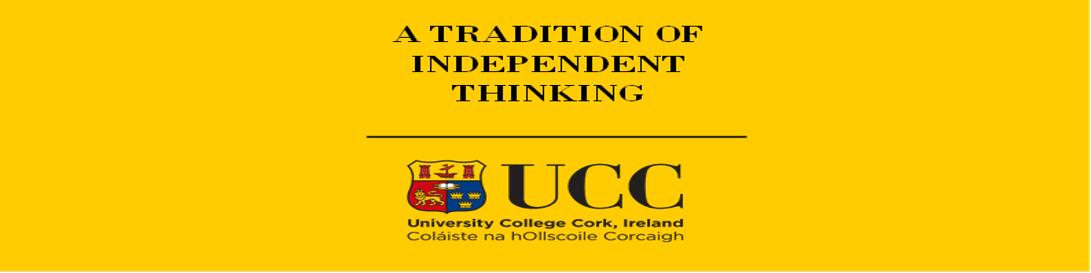 A TRADITION OF
INDEPENDENT
THINKING
UCC
University College Cork, Ireland
Coláiste na hOllscoile Corcaigh